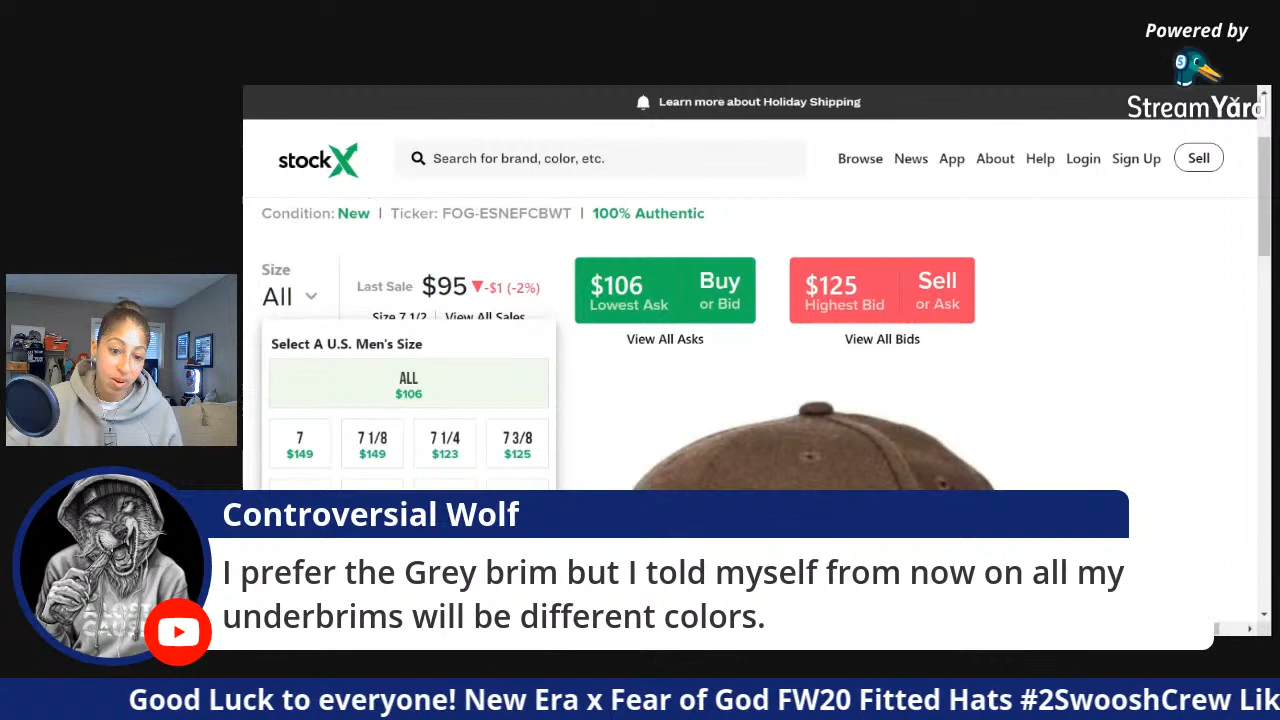 Powered by
StreamYard
Learn more about Holiday Shipping
stockX
Search for brand, color, etc.
Browse News App About Help Login Sign Up Sell
Condition: New | Ticker: FOG-ESNEFCBWT | 100% Authentic
Size
All
Last Sale $95 ▼-$1 (-2%)
Size 7 1/2 | View All Sales
$106 Buy
Lowest Ask or Bid
View All Asks
$125 Sell
Highest Bid or Ask
View All Bids
Select A U.S. Men's Size
ALL
$106
7 7 1/8 7 1/4 7 3/8
$149 $149 $123 $125
Controversial Wolf
I prefer the Grey brim but I told myself from now on all my
underbrims will be different colors.
Good Luck to everyone! New Era x Fear of God FW20 Fitted Hats #2SwooshCrew Lik